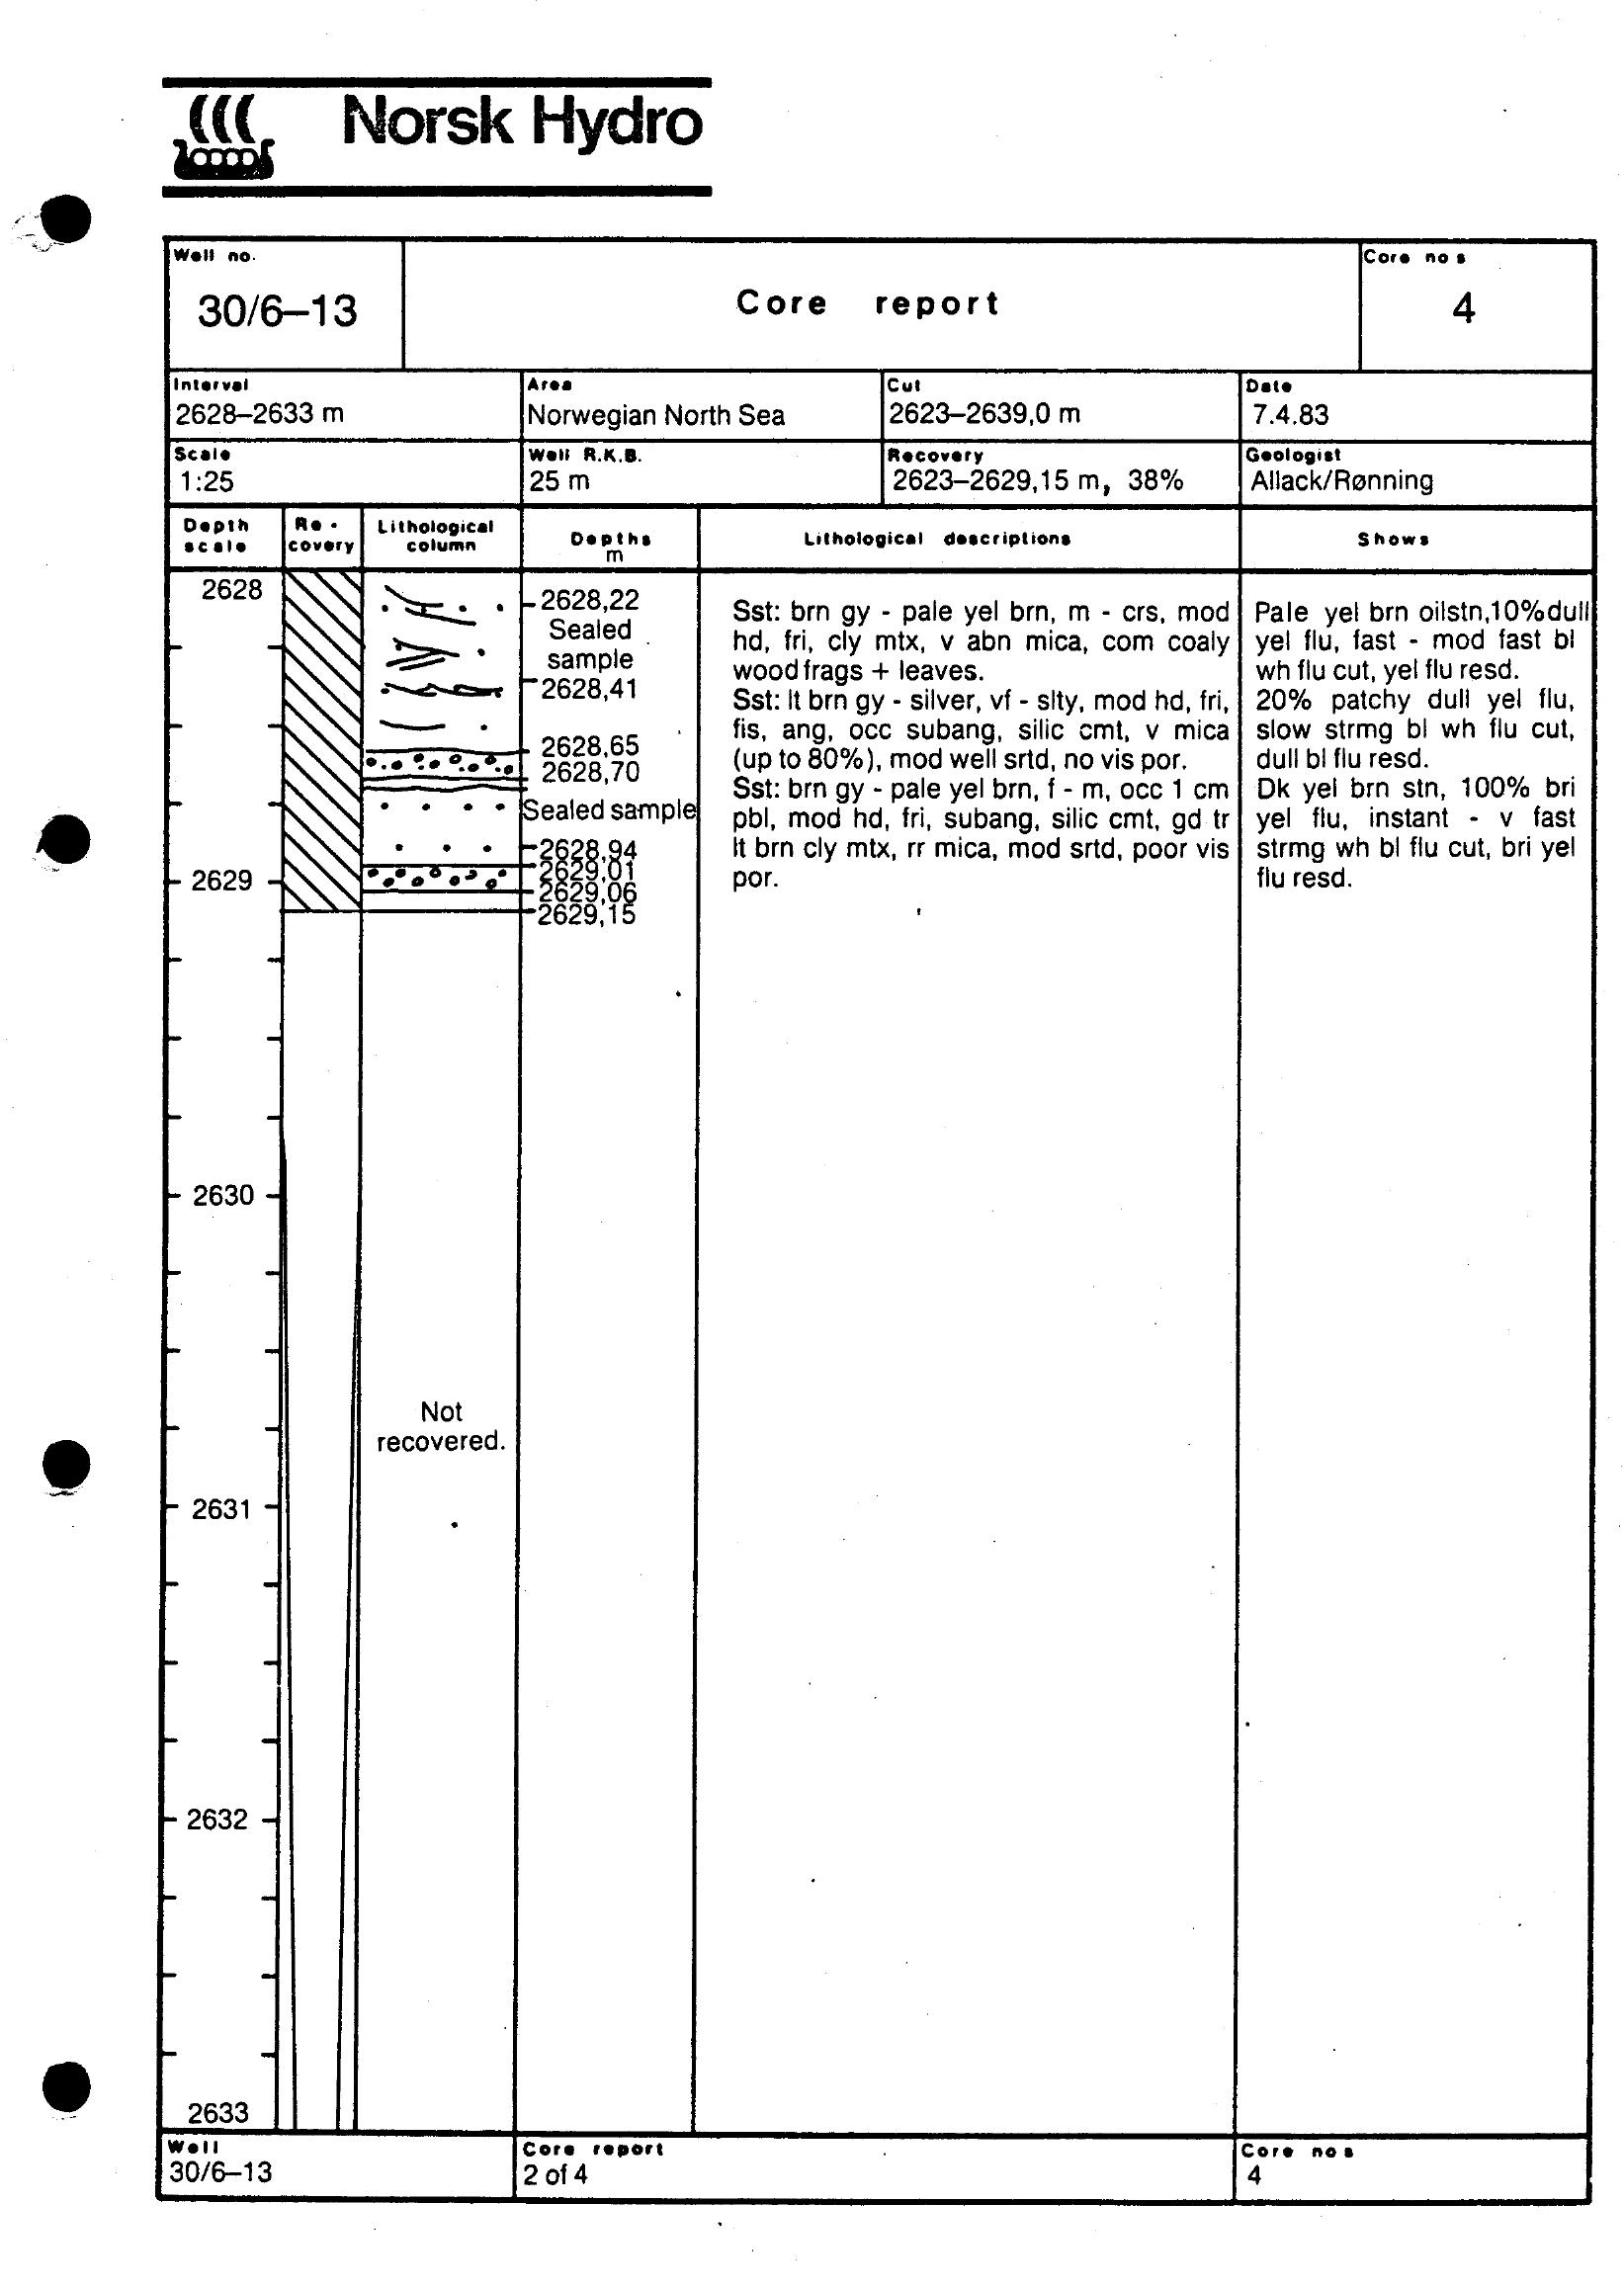 Norsk Hydro
Well no.
30/6–13
Core report
Core nos
4
Interval
2628–2633 m
Area
Norwegian North Sea
Cut
2623–2639,0 m
Date
7.4.83
Scale
1:25
Well R.K.B.
25 m
Recovery
2623–2629,15 m, 38%
Geologist
Allack/Rønning
Depth
scale
Re-
covery
Lithological
column
Depths
m
Lithological descriptions
Shows
2628
2629
2630
2631
2632
2633
Not
recovered.
2628,22
Sealed
sample
2628,41
2628,65
2628,70
Sealed sample
2628,94
2629,01
2629,06
2629,15
Sst: brn gy - pale yel brn, m - crs, mod
hd, fri, cly mtx, v abn mica, com coaly
wood frags + leaves.
Sst: lt brn gy - silver, vf - slty, mod hd, fri,
fis, ang, occ subang, silic cmt, v mica
(up to 80%), mod well srtd, no vis por.
Sst: brn gy - pale yel brn, f - m, occ 1 cm
pbl, mod hd, fri, subang, silic cmt, gd tr
lt brn cly mtx, rr mica, mod srtd, poor vis
por.
Pale yel brn oilstn,10%dull
yel flu, fast - mod fast bl
wh flu cut, yel flu resd.
20% patchy dull yel flu,
slow strmg bl wh flu cut,
dull bl flu resd.
Dk yel brn stn, 100% bri
yel flu, instant - v fast
strmg wh bl flu cut, bri yel
flu resd.
Well
30/6–13
Core report
2 of 4
Core nos
4